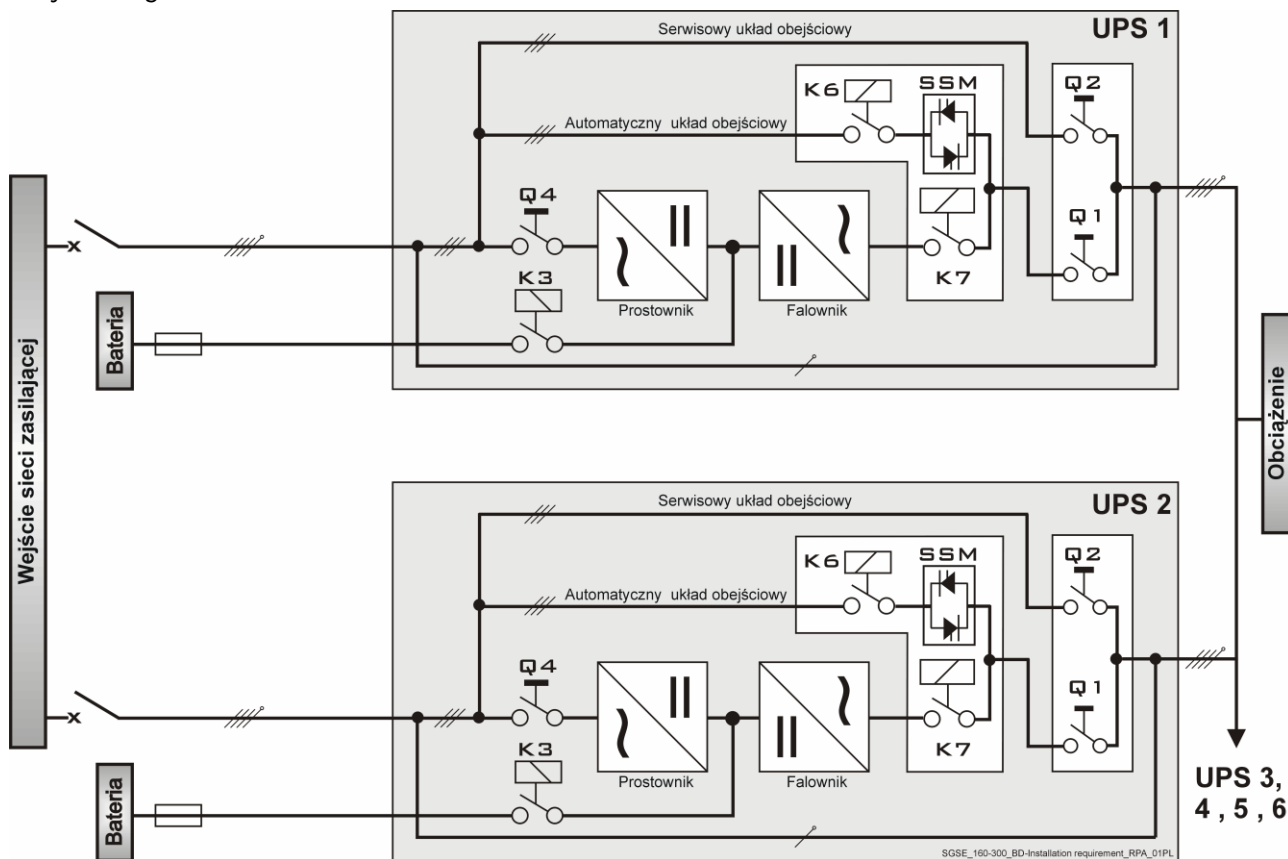 Serwisowy układ obejściowy
UPS 1
K6
SSM
Q2
Automatyczny układ obejściowy
Q4
Q1
K3
K7
Prostownik
Falownik
Wejście sieci zasilającej
Bateria
Obciążenie
Serwisowy układ obejściowy
UPS 2
K6
SSM
Q2
Automatyczny układ obejściowy
Q4
Q1
K3
K7
Prostownik
Falownik
Bateria
UPS 3,
4 , 5 , 6
SGSE_160-300_BD-Installation requirement_RPA_01PL